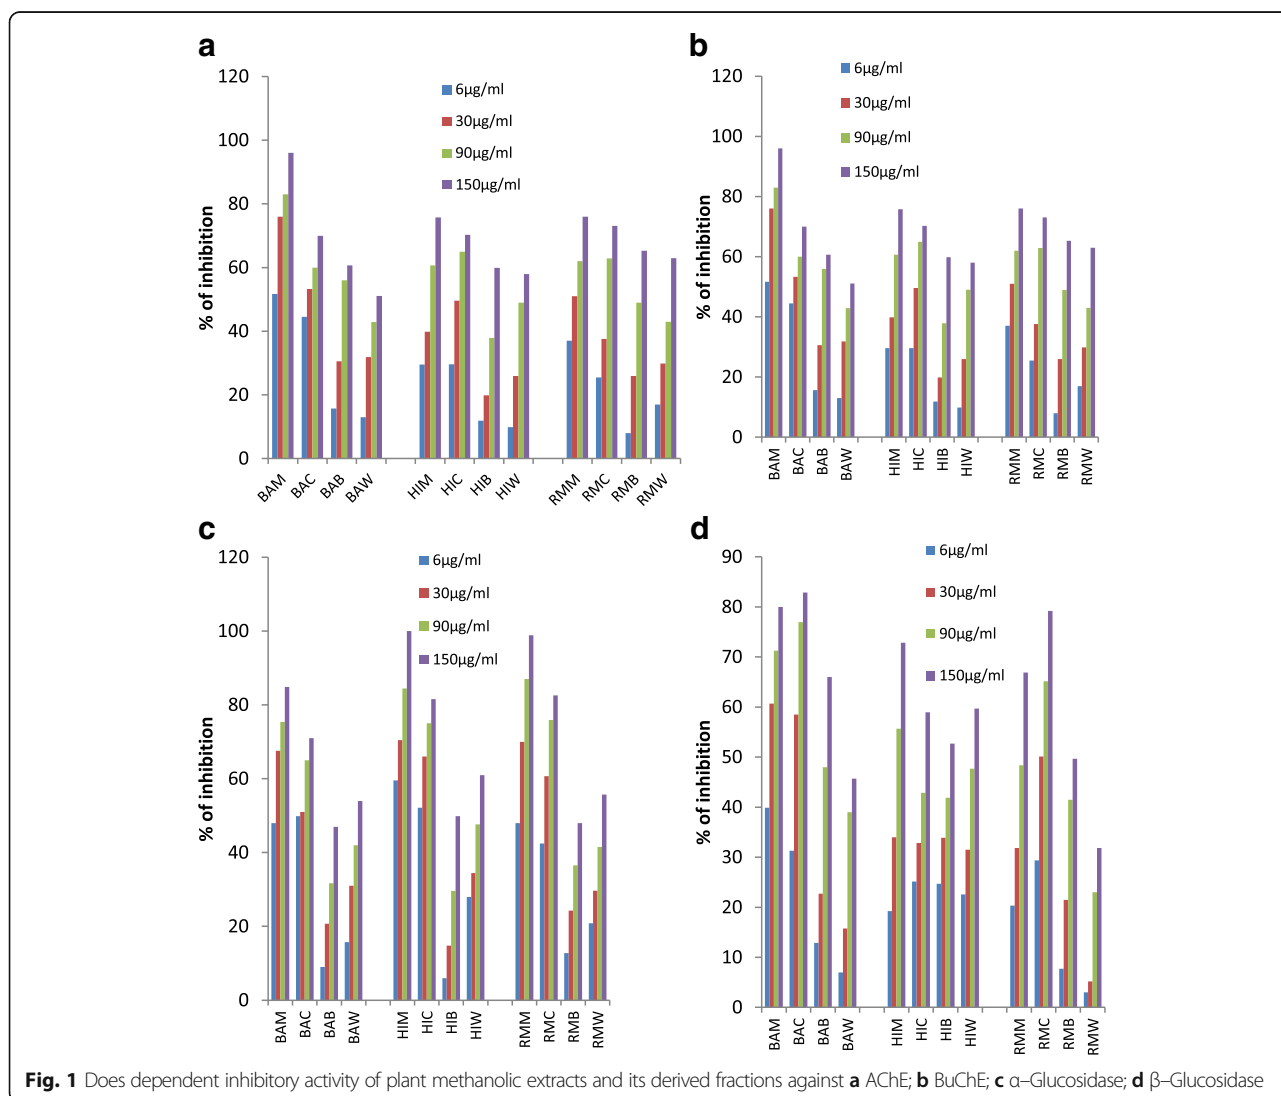 a
120
100
80
60
40
20
0
% of inhibition
6µg/ml
30µg/ml
90µg/ml
150µg/ml
BAM BAC BAB BAW HIM HIC HIB HIW RMM RMC RMB RMW
b
120
100
80
60
40
20
0
% of inhibition
6µg/ml
30µg/ml
90µg/ml
150µg/ml
BAM BAC BAB BAW HIM HIC HIB HIW RMM RMC RMB RMW
c
120
100
80
60
40
20
0
% of inhibition
6µg/ml
30µg/ml
90µg/ml
150µg/ml
BAM BAC BAB BAW HIM HIC HIB HIW RMM RMC RMB RMW
d
90
80
70
60
50
40
30
20
10
0
% of inhibition
6µg/ml
30µg/ml
90µg/ml
150µg/ml
BAM BAC BAB BAW HIM HIC HIB HIW RMM RMC RMB RMW
Fig. 1 Does dependent inhibitory activity of plant methanolic extracts and its derived fractions against a AChE; b BuChE; c α–Glucosidase; d β–Glucosidase